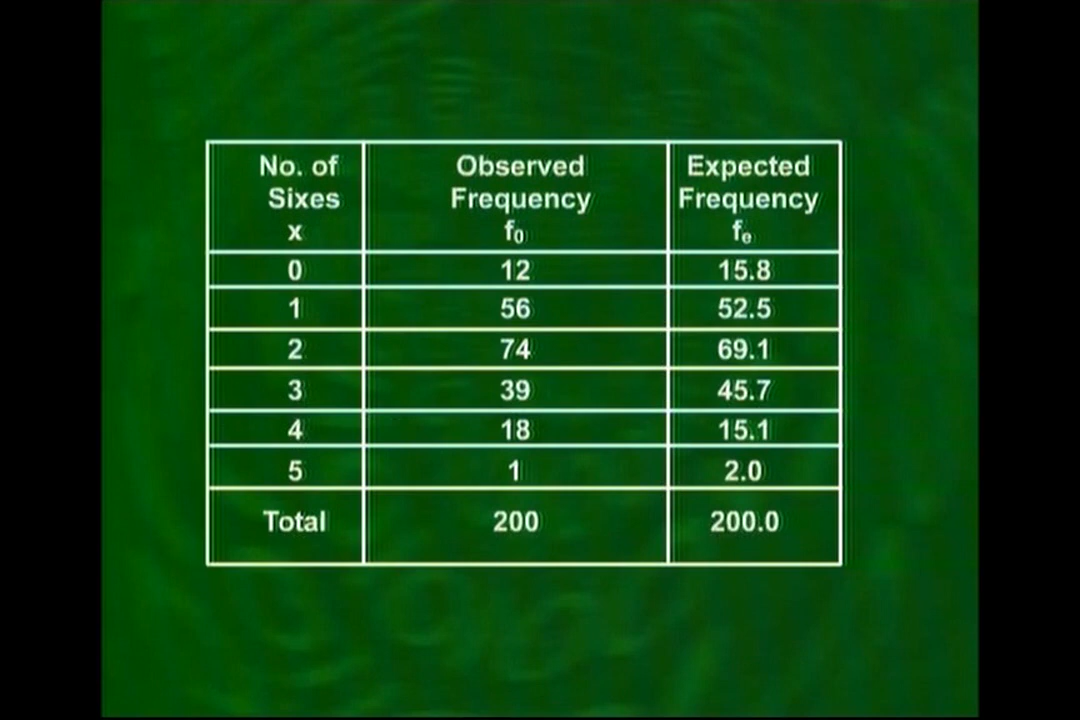 No. of Sixes x | Observed Frequency f₀ | Expected Frequency fₑ
0 | 12 | 15.8
1 | 56 | 52.5
2 | 74 | 69.1
3 | 39 | 45.7
4 | 18 | 15.1
5 | 1 | 2.0
Total | 200 | 200.0